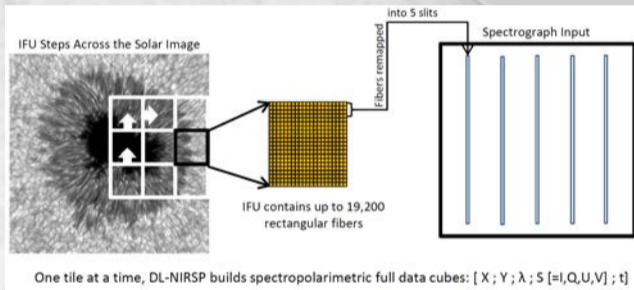 into 5 slits
IFU Steps Across the Solar Image
Spectrograph Input
Fibers remapped
IFU contains up to 19,200
rectangular fibers
One tile at a time, DL-NIRSP builds spectropolarimetric full data cubes: [ X ; Y ; λ ; S [=I,Q,U,V] ; t]